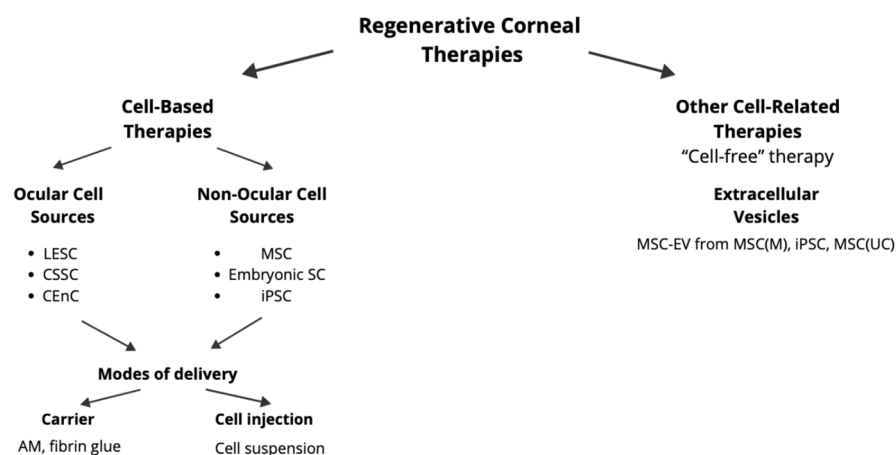 Regenerative Corneal
Therapies
Cell-Based
Therapies
Ocular Cell
Sources
• LESC
• CSSC
• CEnC
Non-Ocular Cell
Sources
• MSC
• Embryonic SC
• iPSC
Modes of delivery
Carrier
AM, fibrin glue
Cell injection
Cell suspension
Other Cell-Related
Therapies
“Cell-free” therapy
Extracellular
Vesicles
MSC-EV from MSC(M), iPSC, MSC(UC)